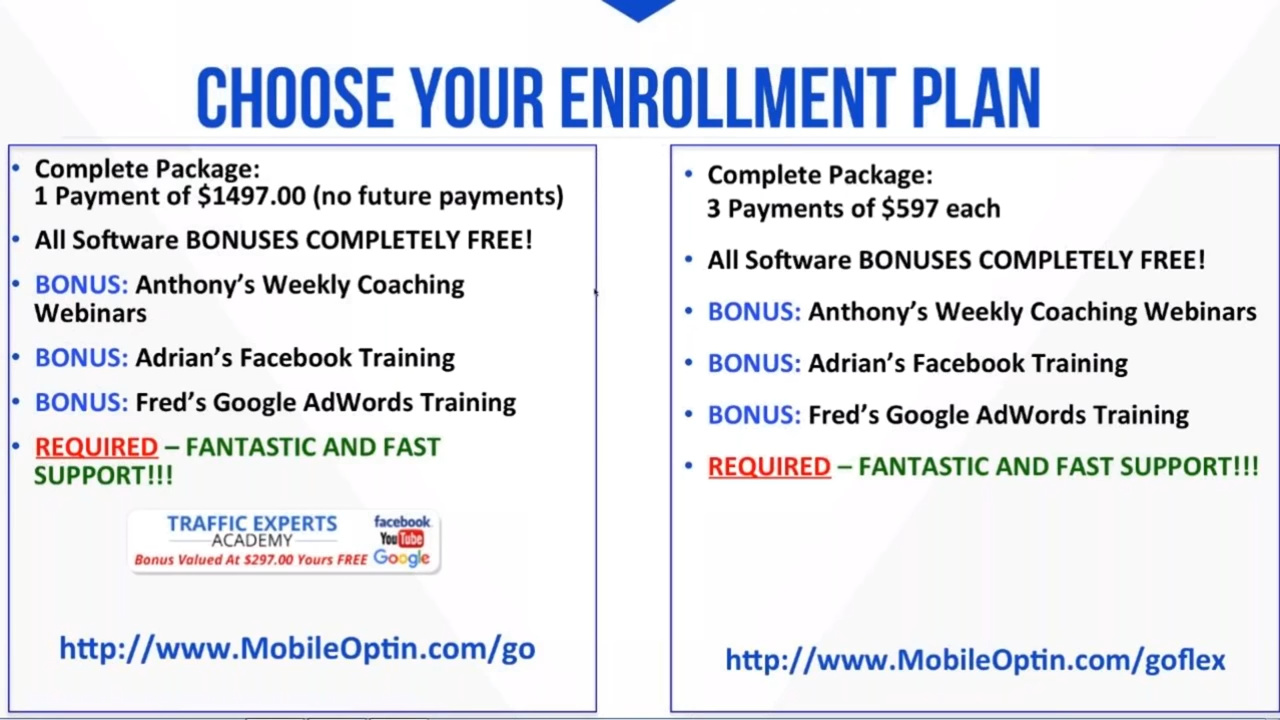 CHOOSE YOUR ENROLLMENT PLAN
• Complete Package:
1 Payment of $1497.00 (no future payments)
• All Software BONUSES COMPLETELY FREE!
• BONUS: Anthony’s Weekly Coaching
Webinars
• BONUS: Adrian’s Facebook Training
• BONUS: Fred’s Google AdWords Training
• REQUIRED – FANTASTIC AND FAST
SUPPORT!!!
TRAFFIC EXPERTS
ACADEMY
Bonus Valued At $297.00 Yours FREE
facebook
YouTube
Google
http://www.MobileOptin.com/go
• Complete Package:
3 Payments of $597 each
• All Software BONUSES COMPLETELY FREE!
• BONUS: Anthony’s Weekly Coaching Webinars
• BONUS: Adrian’s Facebook Training
• BONUS: Fred’s Google AdWords Training
• REQUIRED – FANTASTIC AND FAST SUPPORT!!!
http://www.MobileOptin.com/goflex